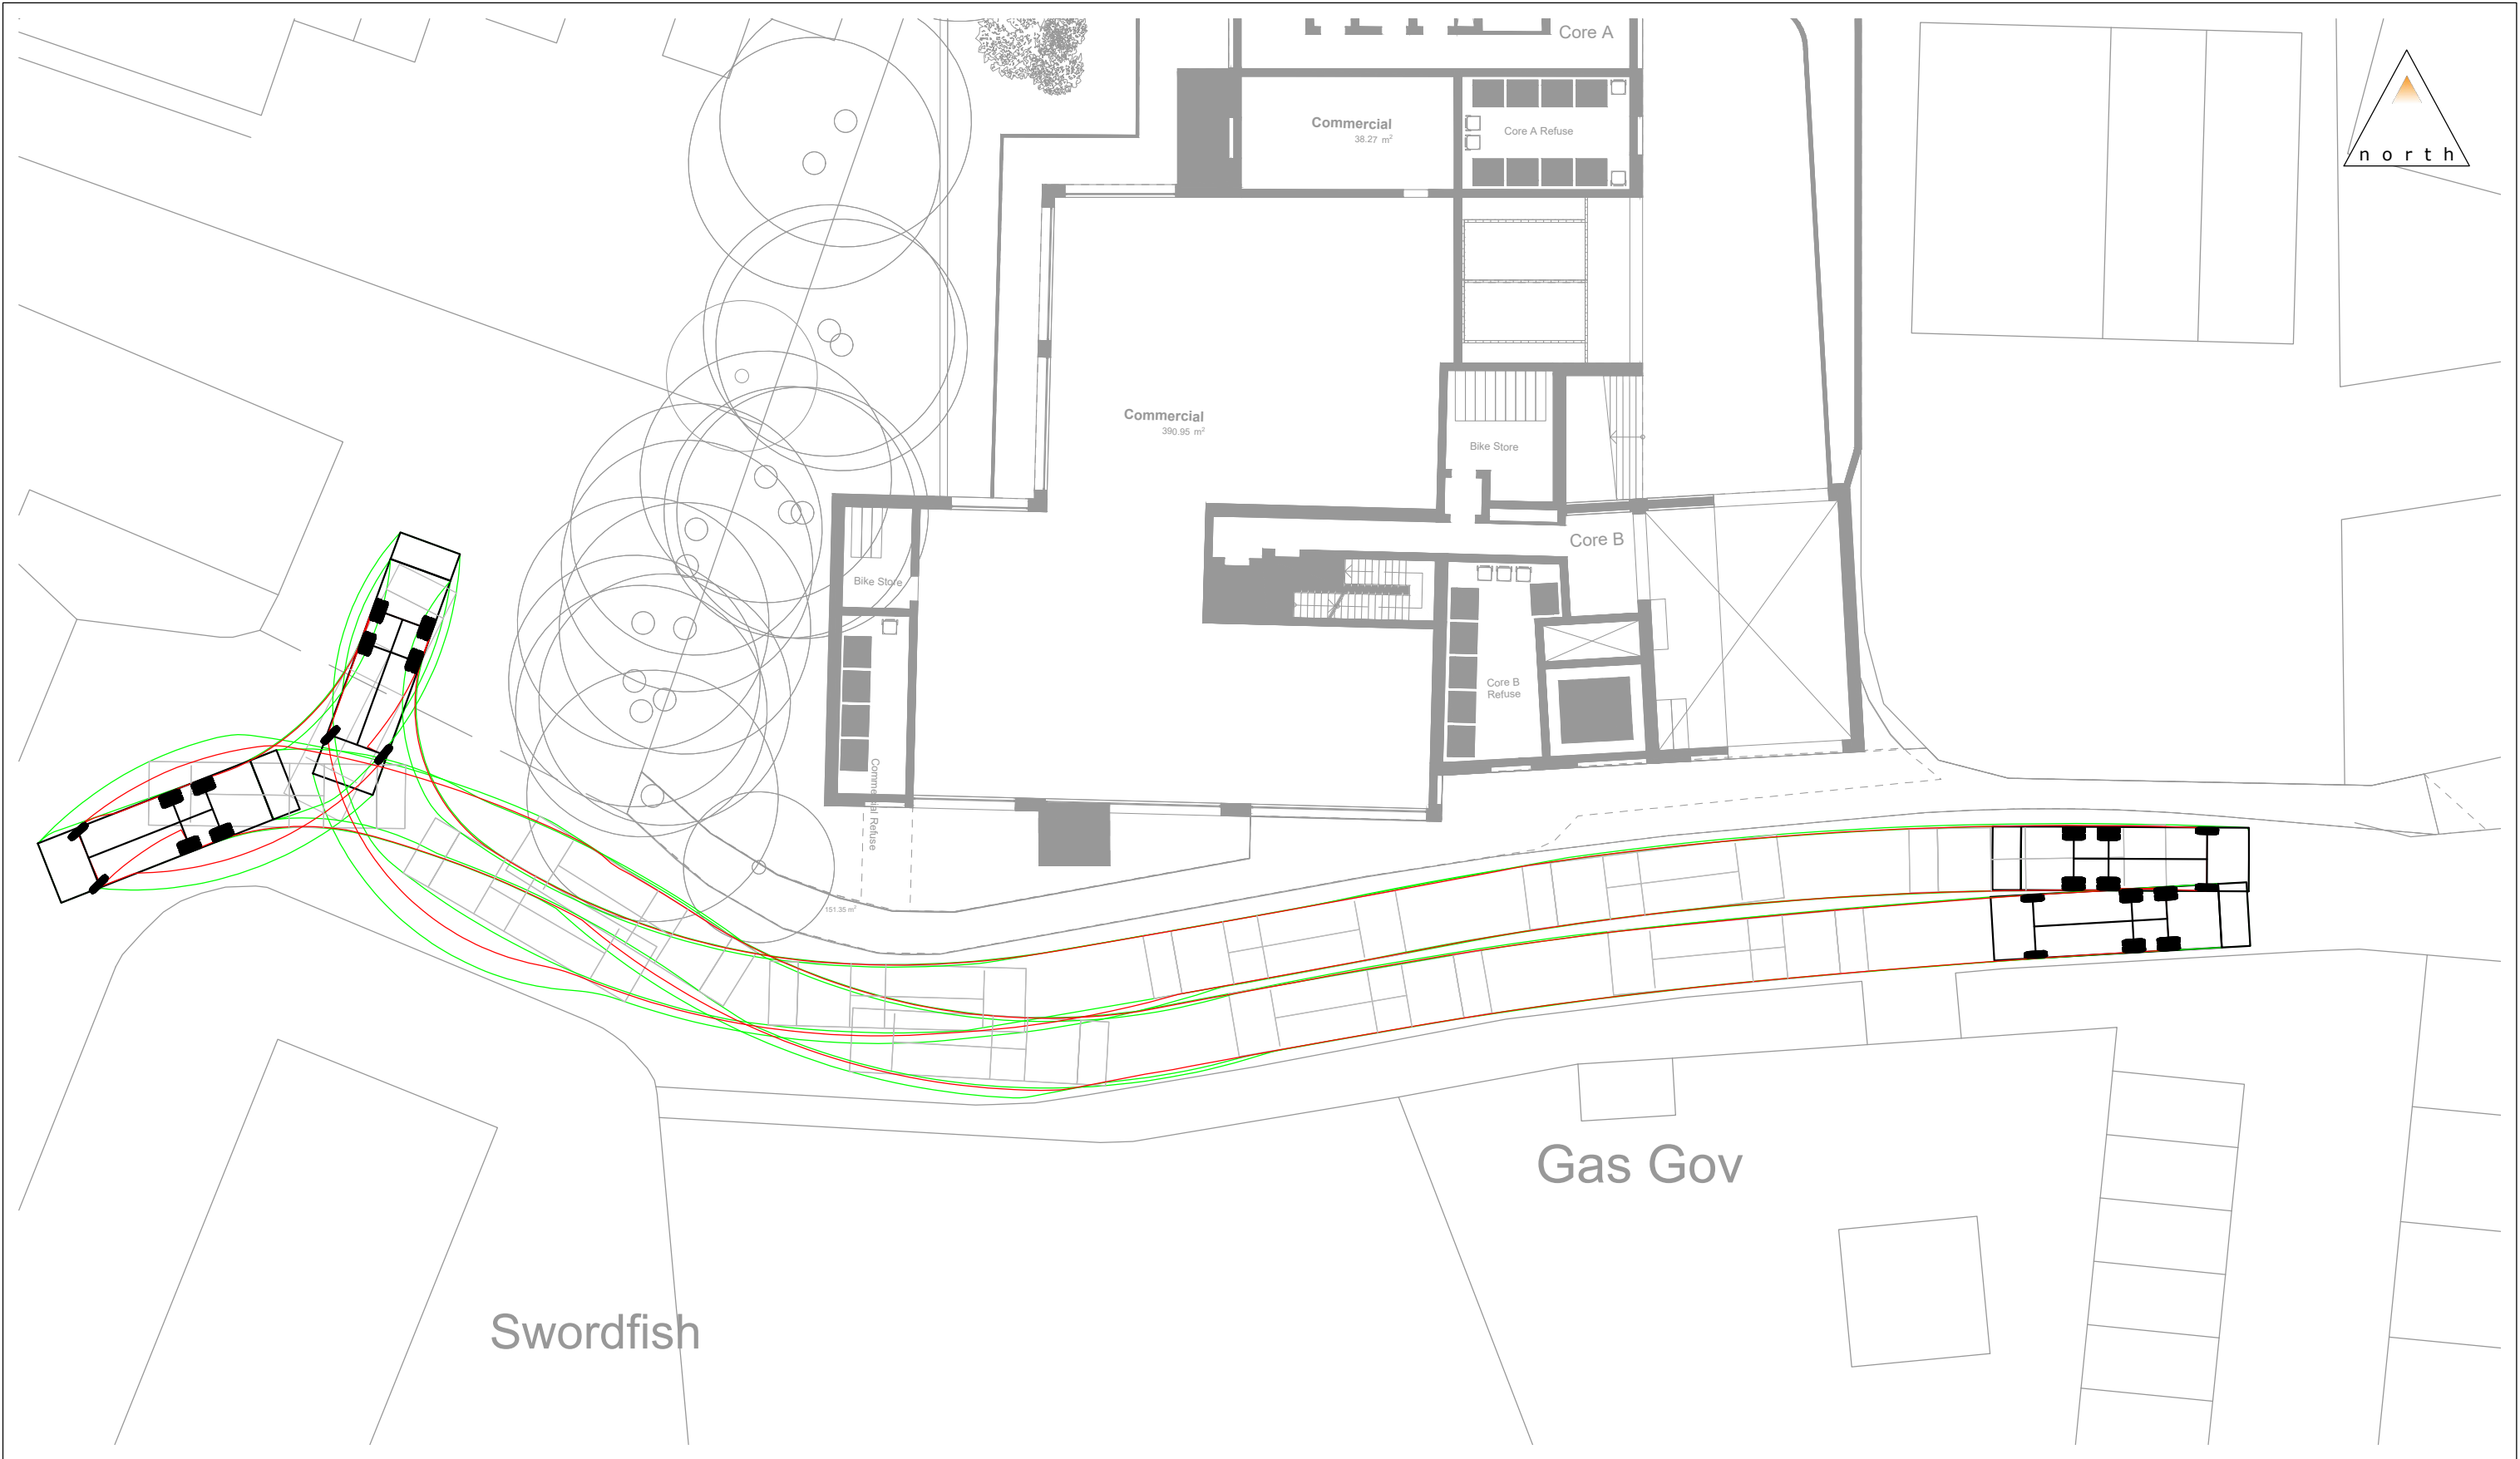 Core A
Commercial
38.27 m²
Core A Refuse
north
Commercial
390.95 m²
Bike Store
Core B
Bike Store
Core B
Refuse
Commercial Refuse
151.35 m²
Gas Gov
Swordfish